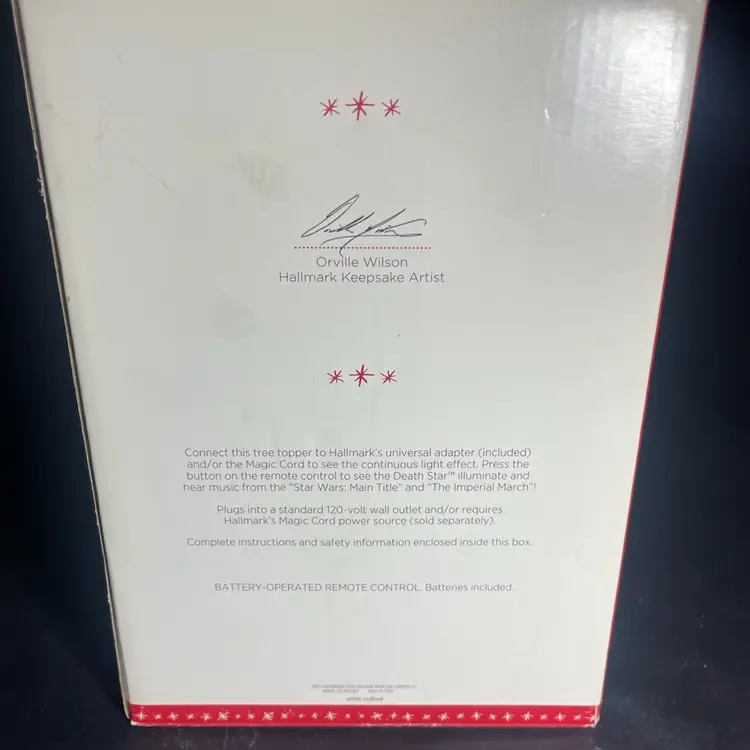 Orville Wilson
Orville Wilson
Hallmark Keepsake Artist
Connect this tree topper to Hallmark's universal adapter (included)
and/or the Magic Cord to see the continuous light effect. Press the
button on the remote control to see the Death Star™ illuminate and
hear music from the "Star Wars: Main Title" and "The Imperial March"!
Plugs into a standard 120-volt wall outlet and/or requires
Hallmark's Magic Cord power source (sold separately).
Complete instructions and safety information enclosed inside this box.
BATTERY-OPERATED REMOTE CONTROL. Batteries included.
artist crafted